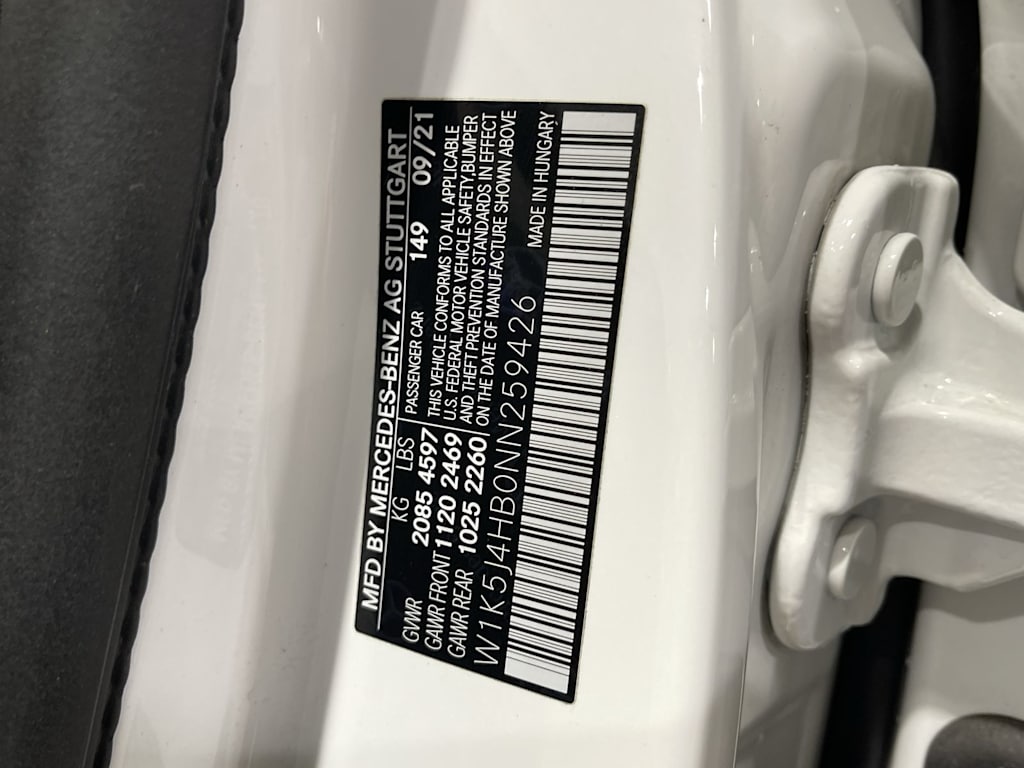 MFD BY MERCEDES-BENZ AG STUTTGART
KG LBS PASSENGER CAR 149 09/21
GVWR 2085 4597 THIS VEHICLE CONFORMS TO ALL APPLICABLE
GAWR FRONT 1120 2469 U.S. FEDERAL MOTOR VEHICLE SAFETY, BUMPER
GAWR REAR 1025 2260 AND THEFT PREVENTION STANDARDS IN EFFECT
ON THE DATE OF MANUFACTURE SHOWN ABOVE
W1K5J4HB0NN259426 MADE IN HUNGARY